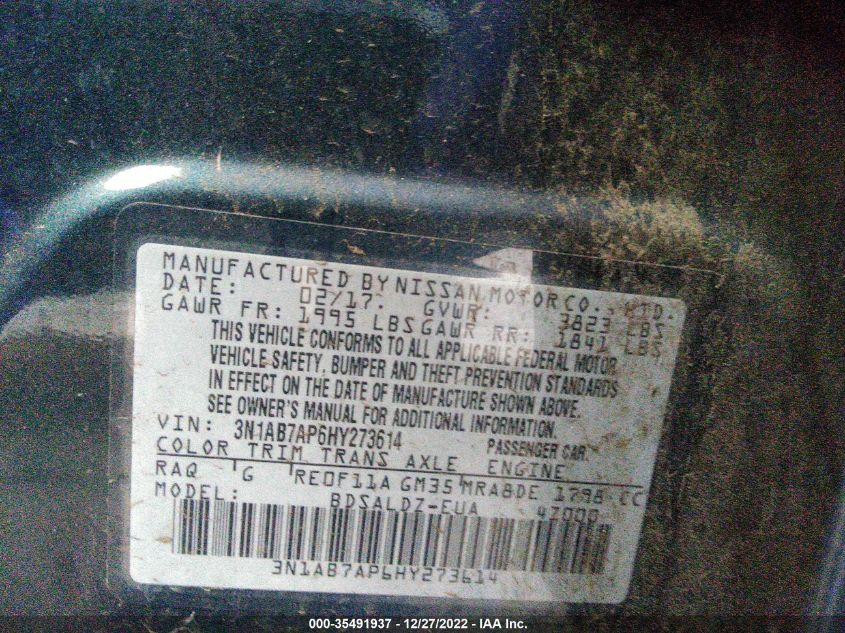 MANUFACTURED BY NISSAN MOTOR CO., LTD.
DATE: 02/17 GVWR: 3823 LBS
GAWR FR: 1995 LBS GAWR RR: 1841 LBS
THIS VEHICLE CONFORMS TO ALL APPLICABLE FEDERAL MOTOR
VEHICLE SAFETY, BUMPER AND THEFT PREVENTION STANDARDS
IN EFFECT ON THE DATE OF MANUFACTURE SHOWN ABOVE.
SEE OWNER'S MANUAL FOR ADDITIONAL INFORMATION.
VIN: 3N1AB7AP6HY273614 PASSENGER CAR
COLOR TRIM TRANS AXLE ENGINE
RAQ G RE0F11A GM35 MRA8DE 1798 CC
MODEL: BDSALDZ-EUA 47000
3N1AB7AP6HY273614
000-35491937 - 12/27/2022 - IAA Inc.